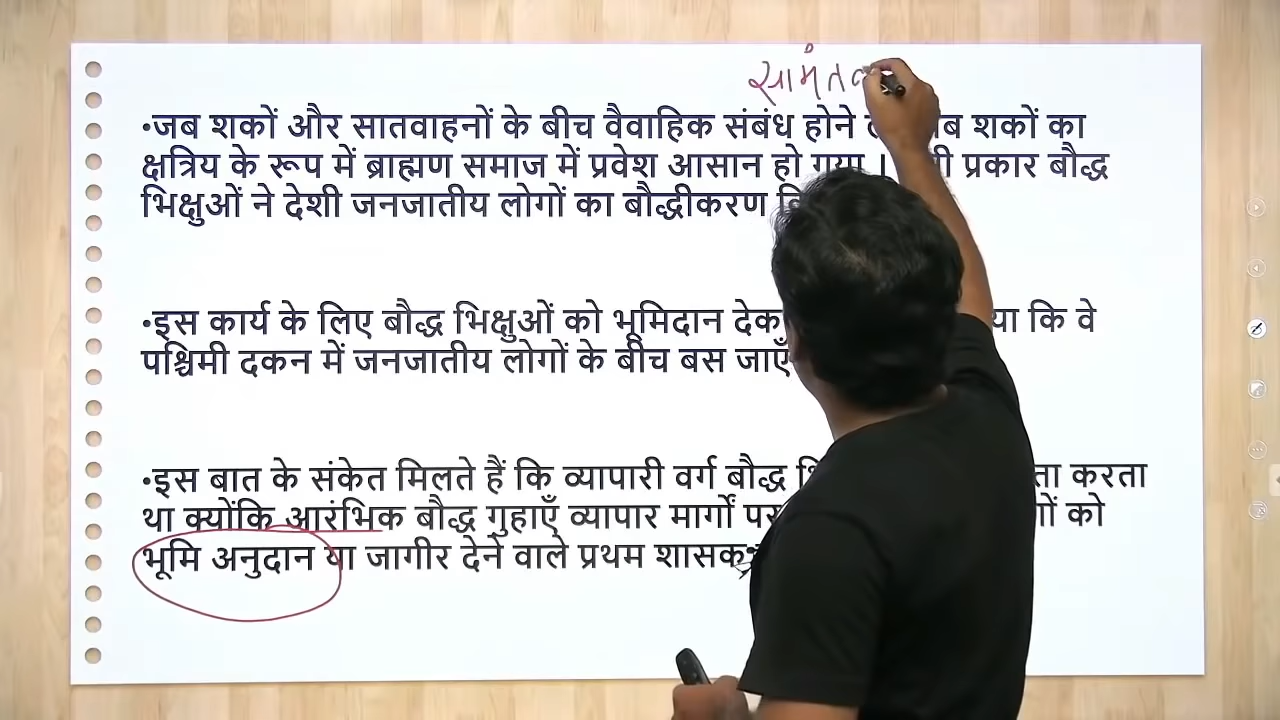 सामंतव
•जब शकों और सातवाहनों के बीच वैवाहिक संबंध होने शकों का
क्षत्रिय के रूप में ब्राह्मण समाज में प्रवेश आसान हो गया । प्रकार बौद्ध
भिक्षुओं ने देशी जनजातीय लोगों का बौद्धीकरण
•इस कार्य के लिए बौद्ध भिक्षुओं को भूमिदान कि वे
पश्चिमी दकन में जनजातीय लोगों के बीच बस जाएँ
•इस बात के संकेत मिलते हैं कि व्यापारी वर्ग बौद्ध करता
था क्योंकि आरंभिक बौद्ध गुहाएँ व्यापार मार्गों को
भूमि अनुदान या जागीर देने वाले प्रथम शासक